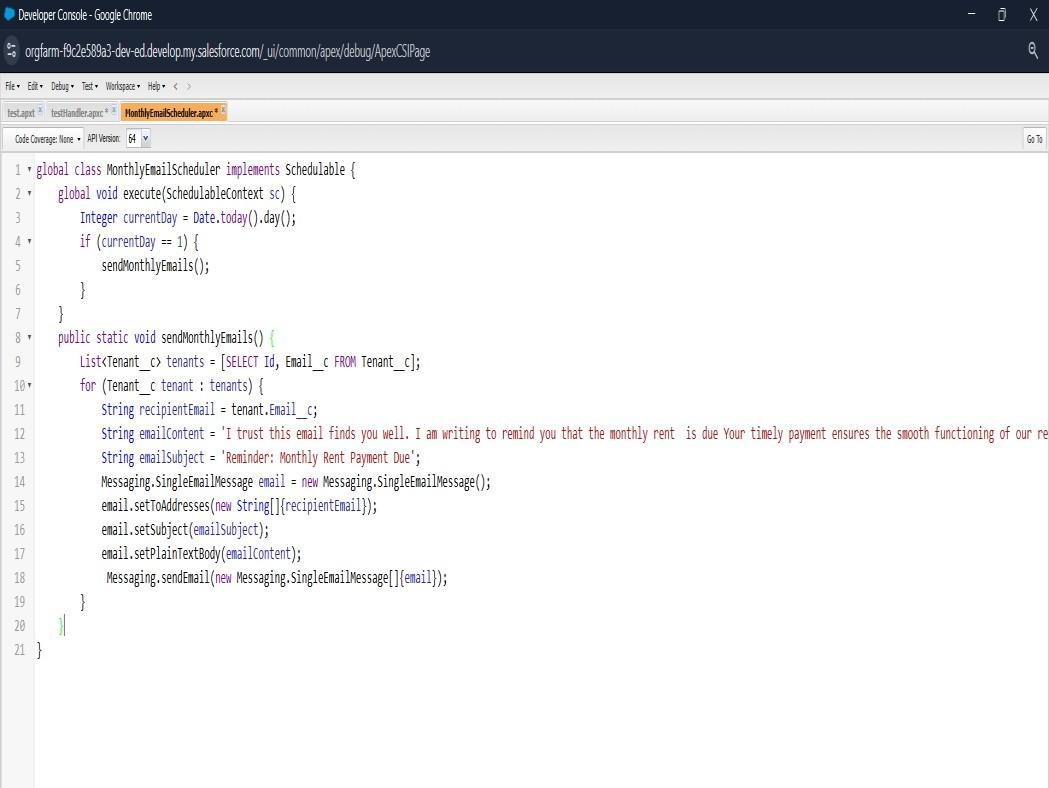 Developer Console - Google Chrome
orgfarm-f9c2e589a3-dev-ed.develop.my.salesforce.com/_ui/common/apex/debug/ApexCSIPage
File Edit Debug Test Workspace Help < >
test.apxt testHandler.apxc * MonthlyEmailScheduler.apxc *
Code Coverage: None API Version: 64 Go To
1 global class MonthlyEmailScheduler implements Schedulable {
2 global void execute(SchedulableContext sc) {
3 Integer currentDay = Date.today().day();
4 if (currentDay == 1) {
5 sendMonthlyEmails();
6 }
7 }
8 public static void sendMonthlyEmails() {
9 List<Tenant__c> tenants = [SELECT Id, Email__c FROM Tenant__c];
10 for (Tenant__c tenant : tenants) {
11 String recipientEmail = tenant.Email__c;
12 String emailContent = 'I trust this email finds you well. I am writing to remind you that the monthly rent  is due Your timely payment ensures the smooth functioning of our re
13 String emailSubject = 'Reminder: Monthly Rent Payment Due';
14 Messaging.SingleEmailMessage email = new Messaging.SingleEmailMessage();
15 email.setToAddresses(new String[]{recipientEmail});
16 email.setSubject(emailSubject);
17 email.setPlainTextBody(emailContent);
18 Messaging.sendEmail(new Messaging.SingleEmailMessage[]{email});
19 }
20 }
21 }